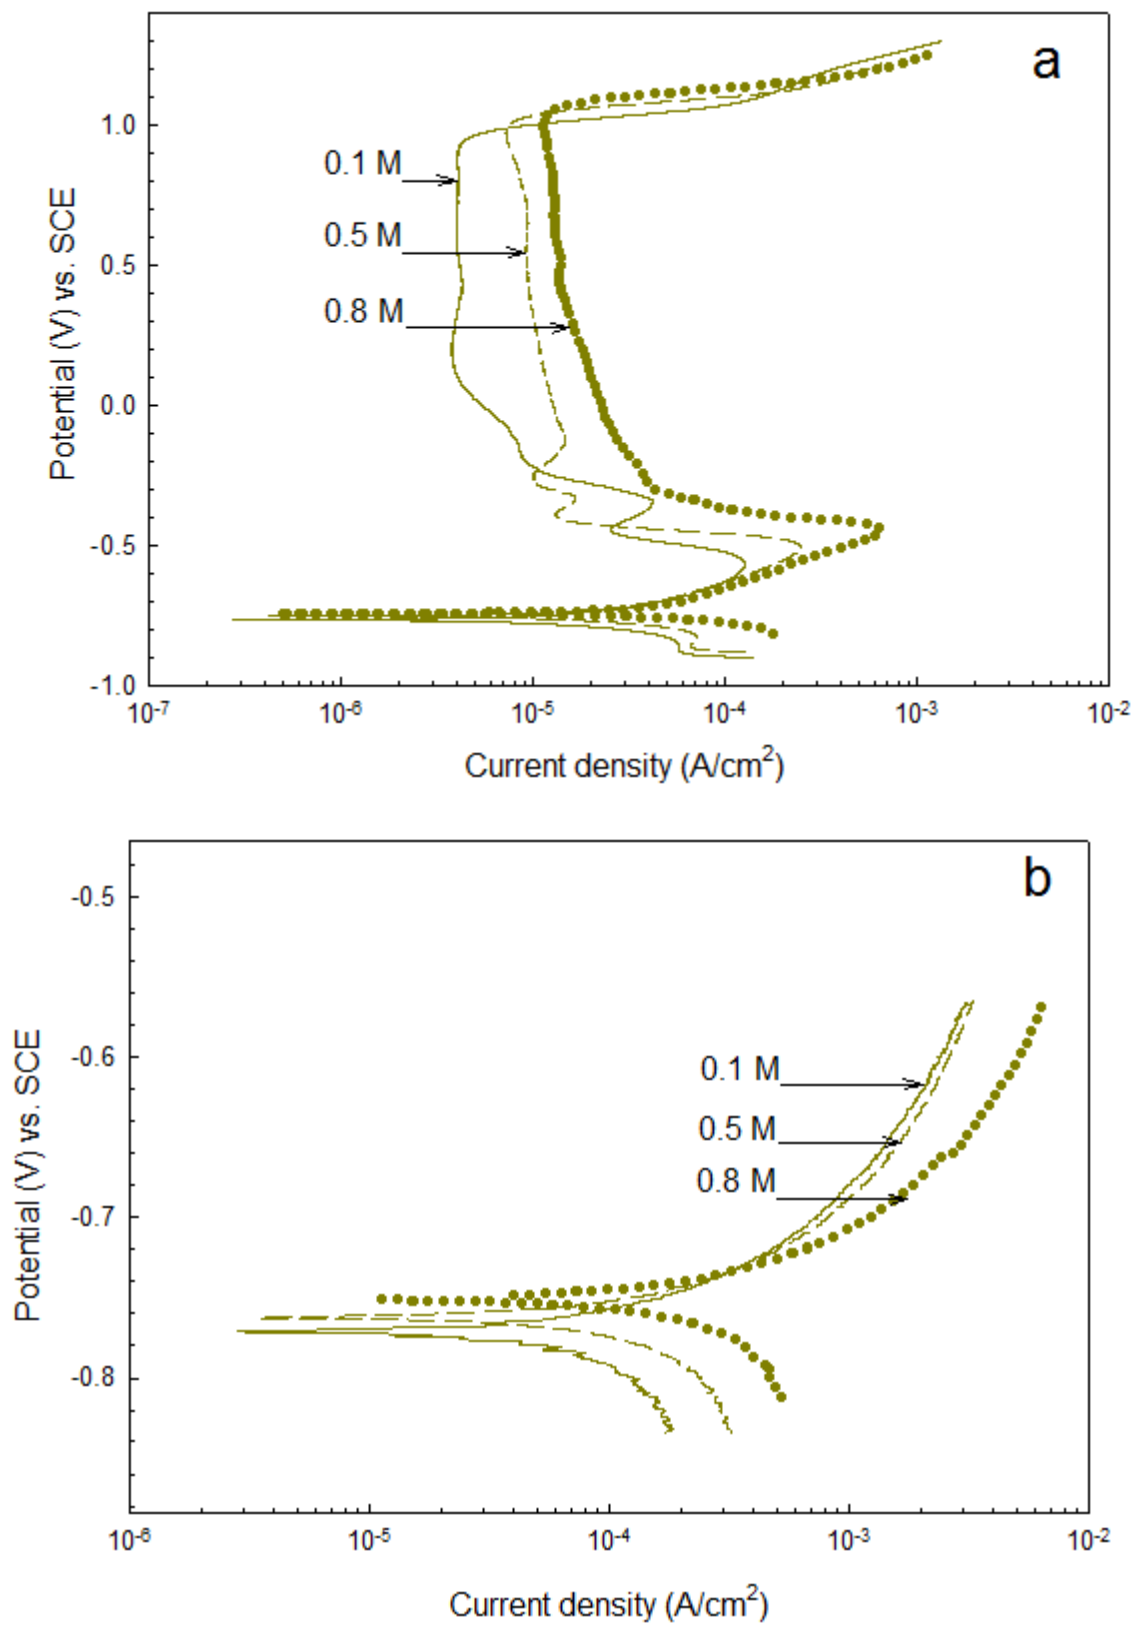 a
1.0
0.1 M
0.5 M
0.5
0.8 M
0.0
-0.5
-1.0
Potential (V) vs. SCE
10-7 10-6 10-5 10-4 10-3 10-2
Current density (A/cm2)
b
-0.5
-0.6
0.1 M
0.5 M
0.8 M
-0.7
-0.8
Potential (V) vs. SCE
10-6 10-5 10-4 10-3 10-2
Current density (A/cm2)